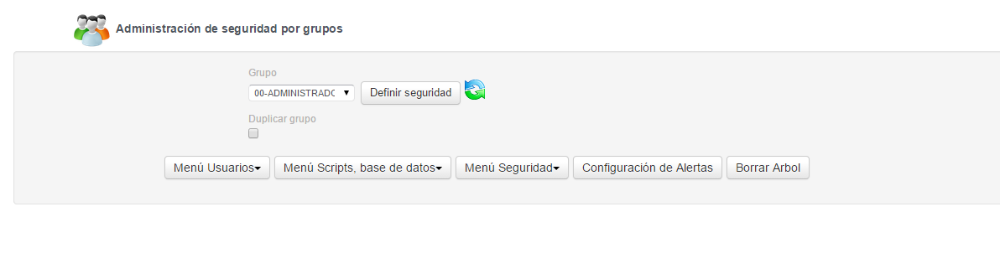 Administración de seguridad por grupos
Grupo
00-ADMINISTRADO
Definir seguridad
Duplicar grupo
Menú Usuarios
Menú Scripts, base de datos
Menú Seguridad
Configuración de Alertas
Borrar Arbol